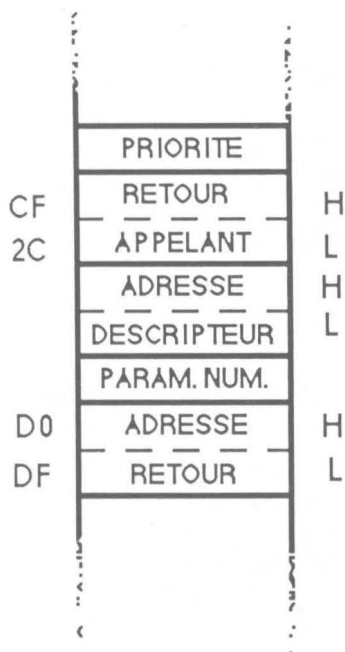 PRIORITE
CF RETOUR H
2C APPELANT L
ADRESSE H
DESCRIPTEUR L
PARAM. NUM.
D0 ADRESSE H
DF RETOUR L